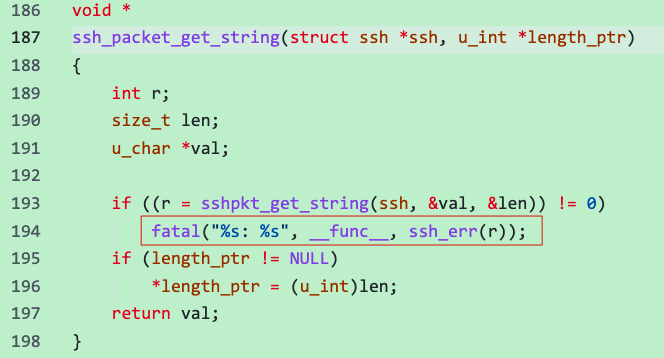 186 void *
187 ssh_packet_get_string(struct ssh *ssh, u_int *length_ptr)
188 {
189     int r;
190     size_t len;
191     u_char *val;
192
193     if ((r = sshpkt_get_string(ssh, &val, &len)) != 0)
194         fatal("%s: %s", __func__, ssh_err(r));
195     if (length_ptr != NULL)
196         *length_ptr = (u_int)len;
197     return val;
198 }